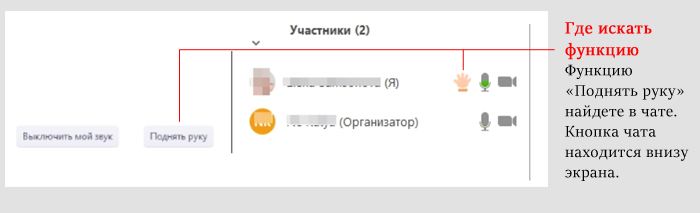 Участники (2)
(Я)
(Организатор)
Выключить мой звук
Поднять руку
Где искать
функцию
Функцию
«Поднять руку»
найдете в чате.
Кнопка чата
находится внизу
экрана.